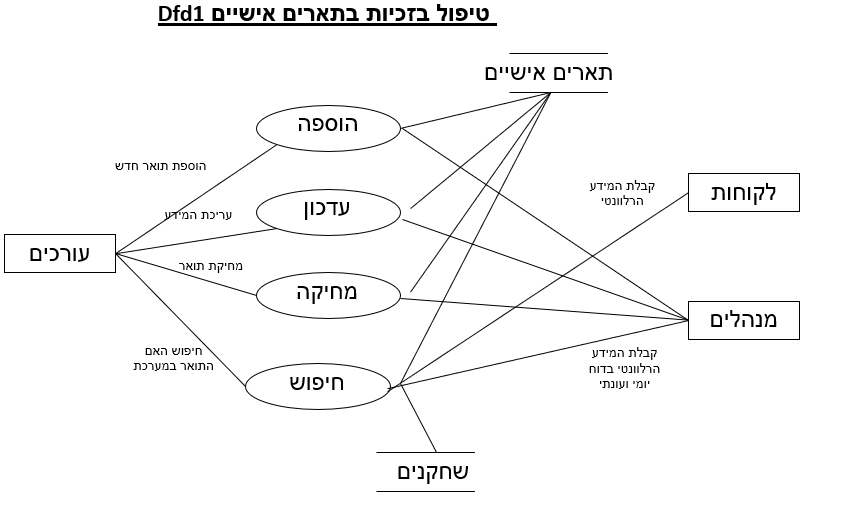 טיפול בזכיות בתארים אישיים Dfd1
תארים אישיים
הוספה
הוספת תואר חדש
קבלת המידע
הרלוונטי
לקוחות
עדכון
עריכת המידע
עורכים
מחיקת תואר
מחיקה
מנהלים
חיפוש האם
התואר במערכת
קבלת המידע
הרלוונטי בדוח
יומי ועונתי
חיפוש
שחקנים